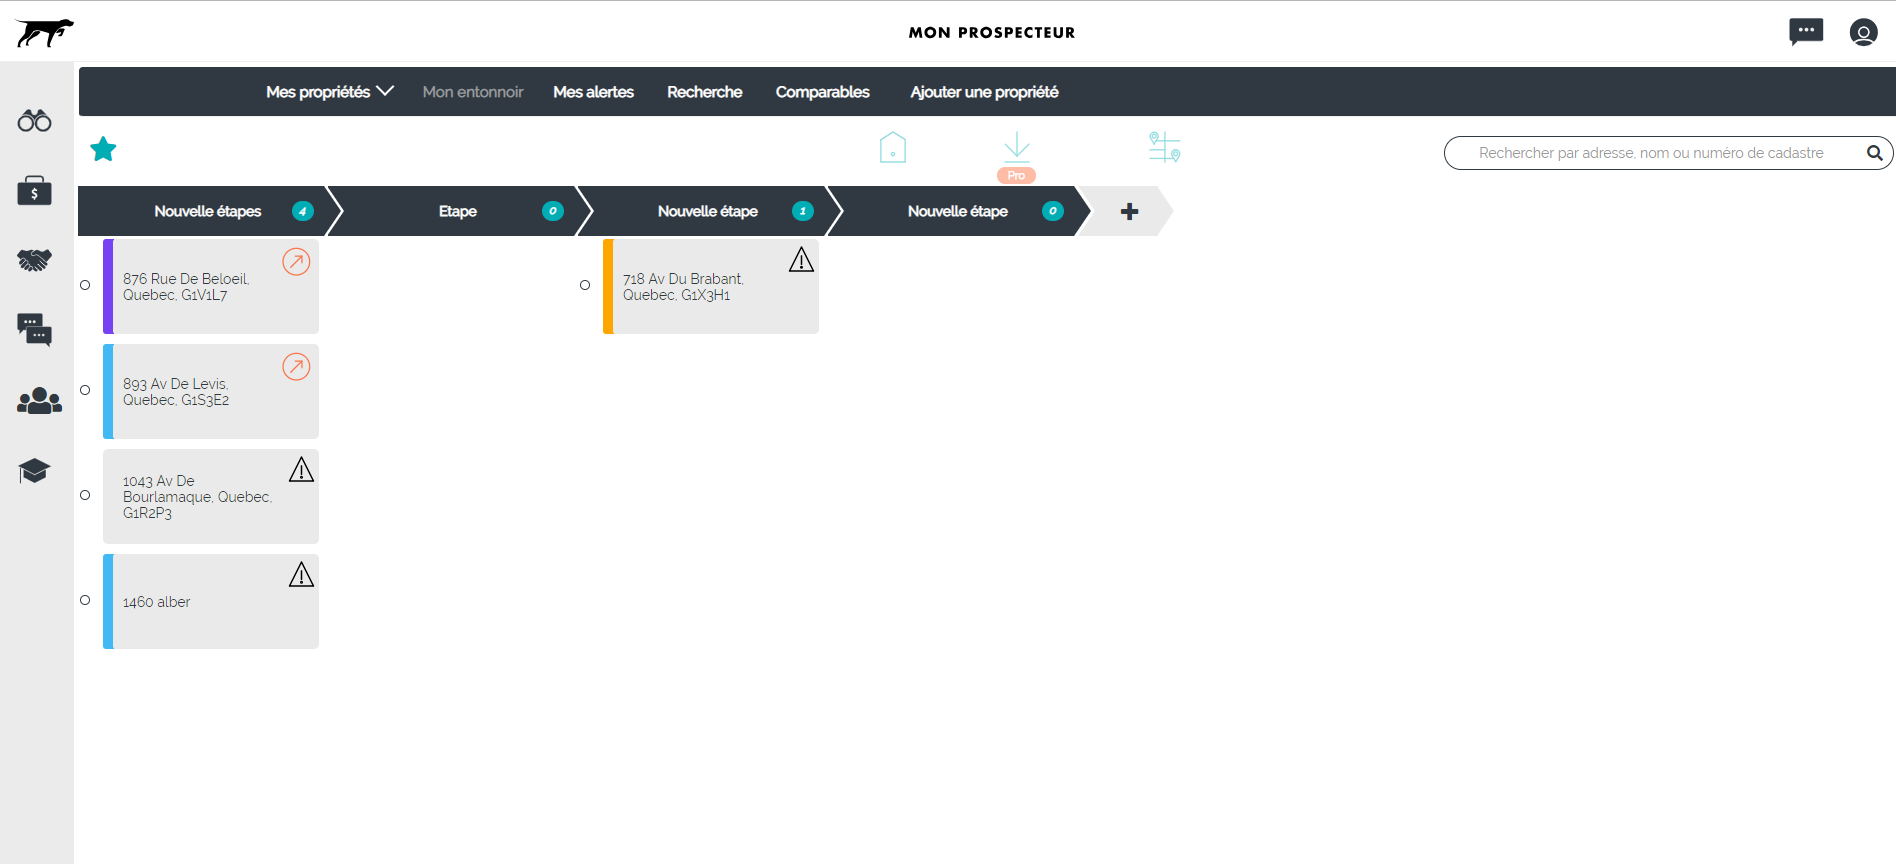 MON PROSPECTEUR
Mes propriétés
Mon entonnoir
Mes alertes
Recherche
Comparables
Ajouter une propriété
Pro
Rechercher par adresse, nom ou numéro de cadastre
Nouvelle étapes 4
Etape 0
Nouvelle étape 1
Nouvelle étape 0
876 Rue De Beloeil,
Quebec, G1V1L7
718 Av Du Brabant,
Quebec, G1X3H1
893 Av De Levis,
Quebec, G1S3E2
1043 Av De
Bourlamaque, Quebec,
G1R2P3
1460 alber